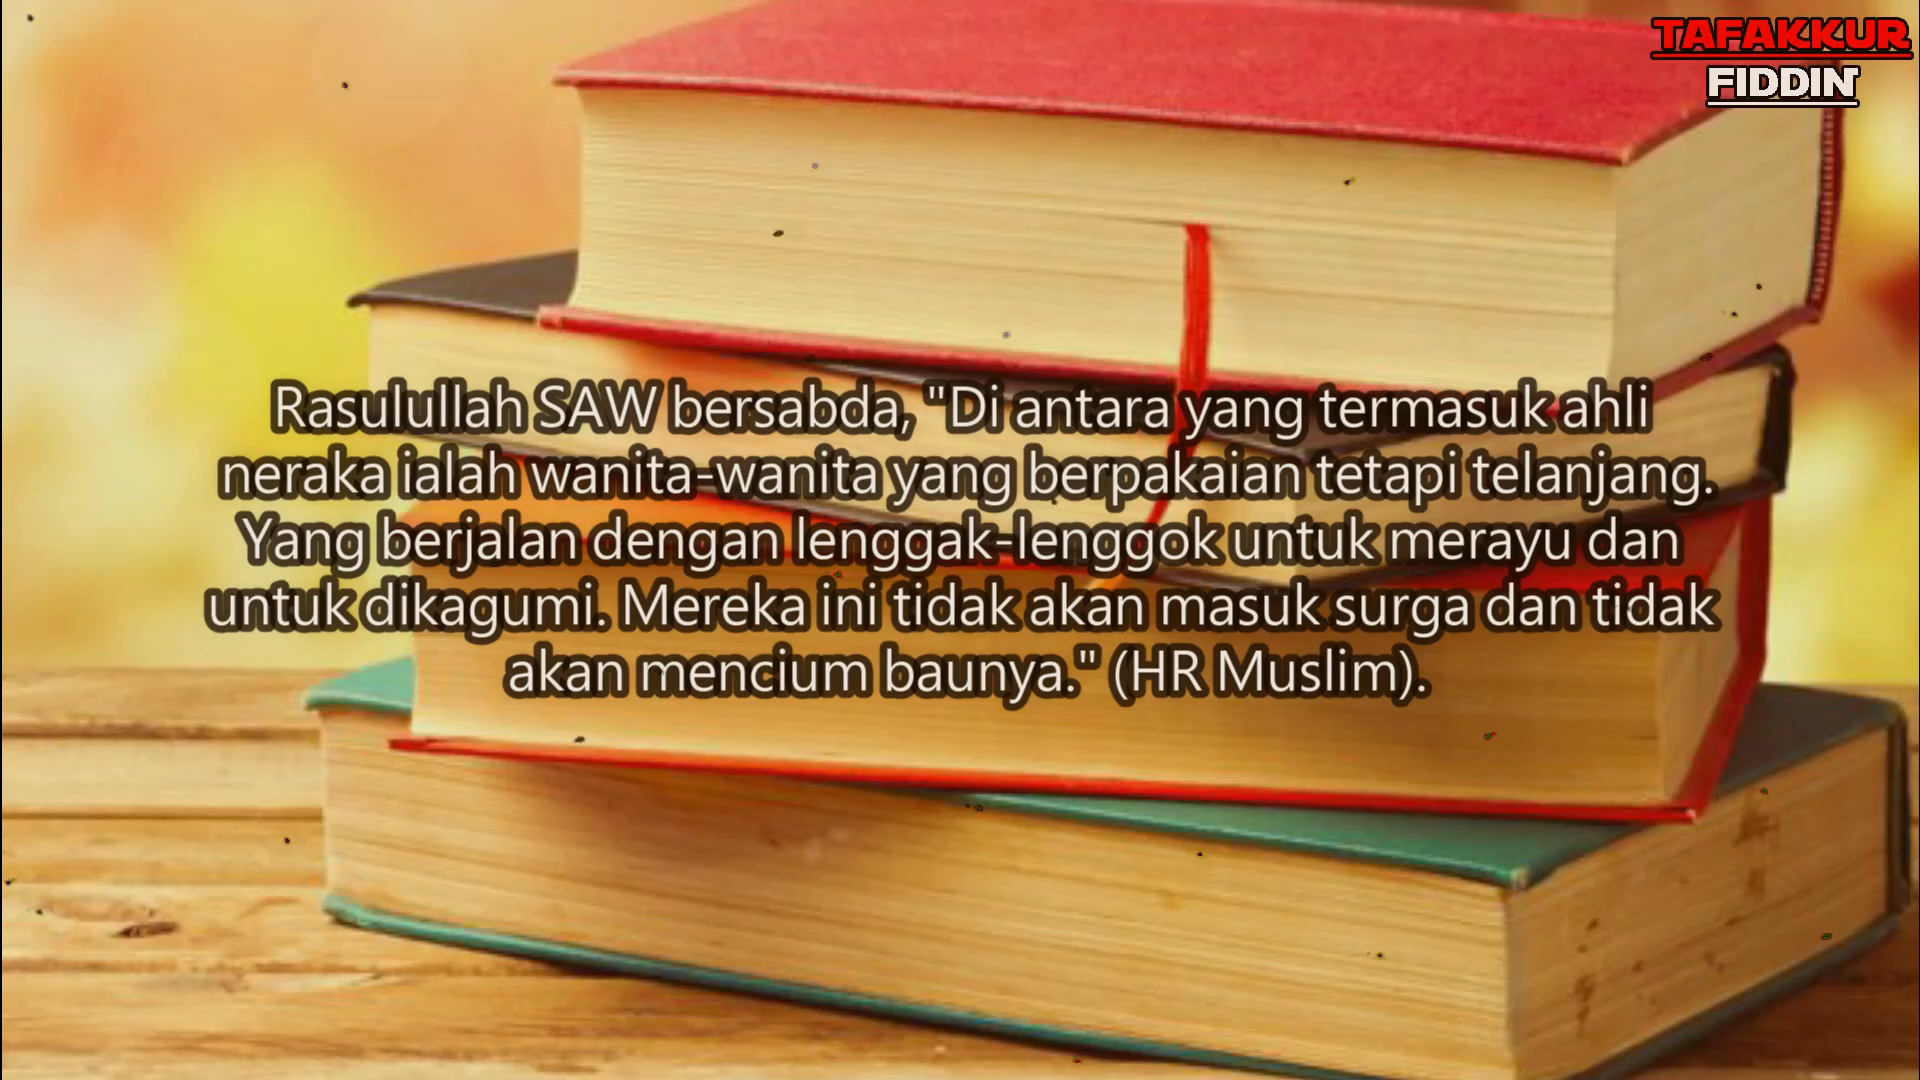 TAFAKKUR
FIDDIN
Rasulullah SAW bersabda, "Di antara yang termasuk ahli
neraka ialah wanita-wanita yang berpakaian tetapi telanjang.
Yang berjalan dengan lenggak-lenggok untuk merayu dan
untuk dikagumi. Mereka ini tidak akan masuk surga dan tidak
akan mencium baunya." (HR Muslim).